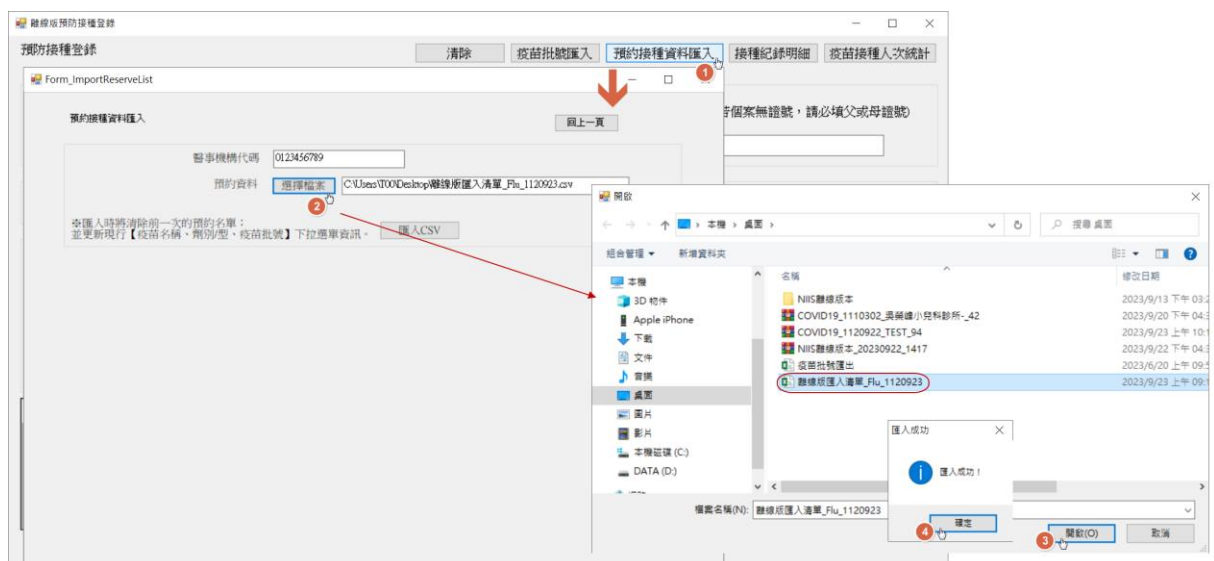 離線版預防接種登錄
預防接種登錄
清除
疫苗批號匯入
預約接種資料匯入
接種紀錄明細
疫苗接種人次統計
1
Form_ImportReserveList
若個案無證號,請必填父或母證號)
預約接種資料匯入
回上一頁
醫事機構代碼
0123456789
預約資料
選擇檔案
C:\Users\T00\Desktop\離線版匯入清單_Flu_1120923.csv
2
※匯入時將清除前一次的預約名單;
並更新現行【疫苗名稱、劑別/型、疫苗批號】下拉選單資訊。
匯入CSV
開啟
本機 › 桌面 ›
搜尋 桌面
組合管理
新增資料夾
名稱
修改日期
本機
3D 物件
Apple iPhone
下載
文件
音樂
桌面
圖片
影片
本機磁碟 (C:)
DATA (D:)
NIIS離線版本
2023/9/13 下午 03:2
COVID19_1110302_吳榮峰小兒科診所-_42
2023/9/20 下午 04:3
COVID19_1120922_TEST_94
2023/9/23 上午 10:1
NIIS離線版本_20230922_1417
2023/9/22 下午 04:3
疫苗批號匯出
2023/6/20 上午 09:5
離線版匯入清單_Flu_1120923
2023/9/23 上午 09:1
匯入成功
匯入成功!
確定
4
檔案名稱(N):
離線版匯入清單_Flu_1120923
開啟(O)
取消
3